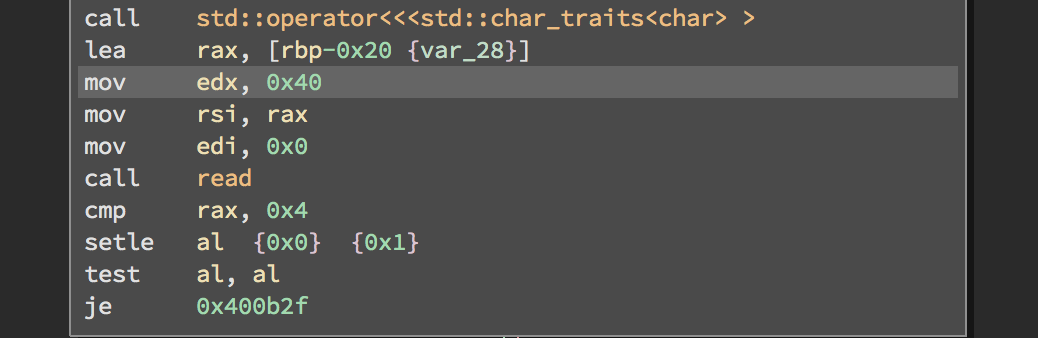 call    std::operator<<<std::char_traits<char> >
lea     rax, [rbp-0x20 {var_28}]
mov     edx, 0x40
mov     rsi, rax
mov     edi, 0x0
call    read
cmp     rax, 0x4
setle   al  {0x0}  {0x1}
test    al, al
je      0x400b2f